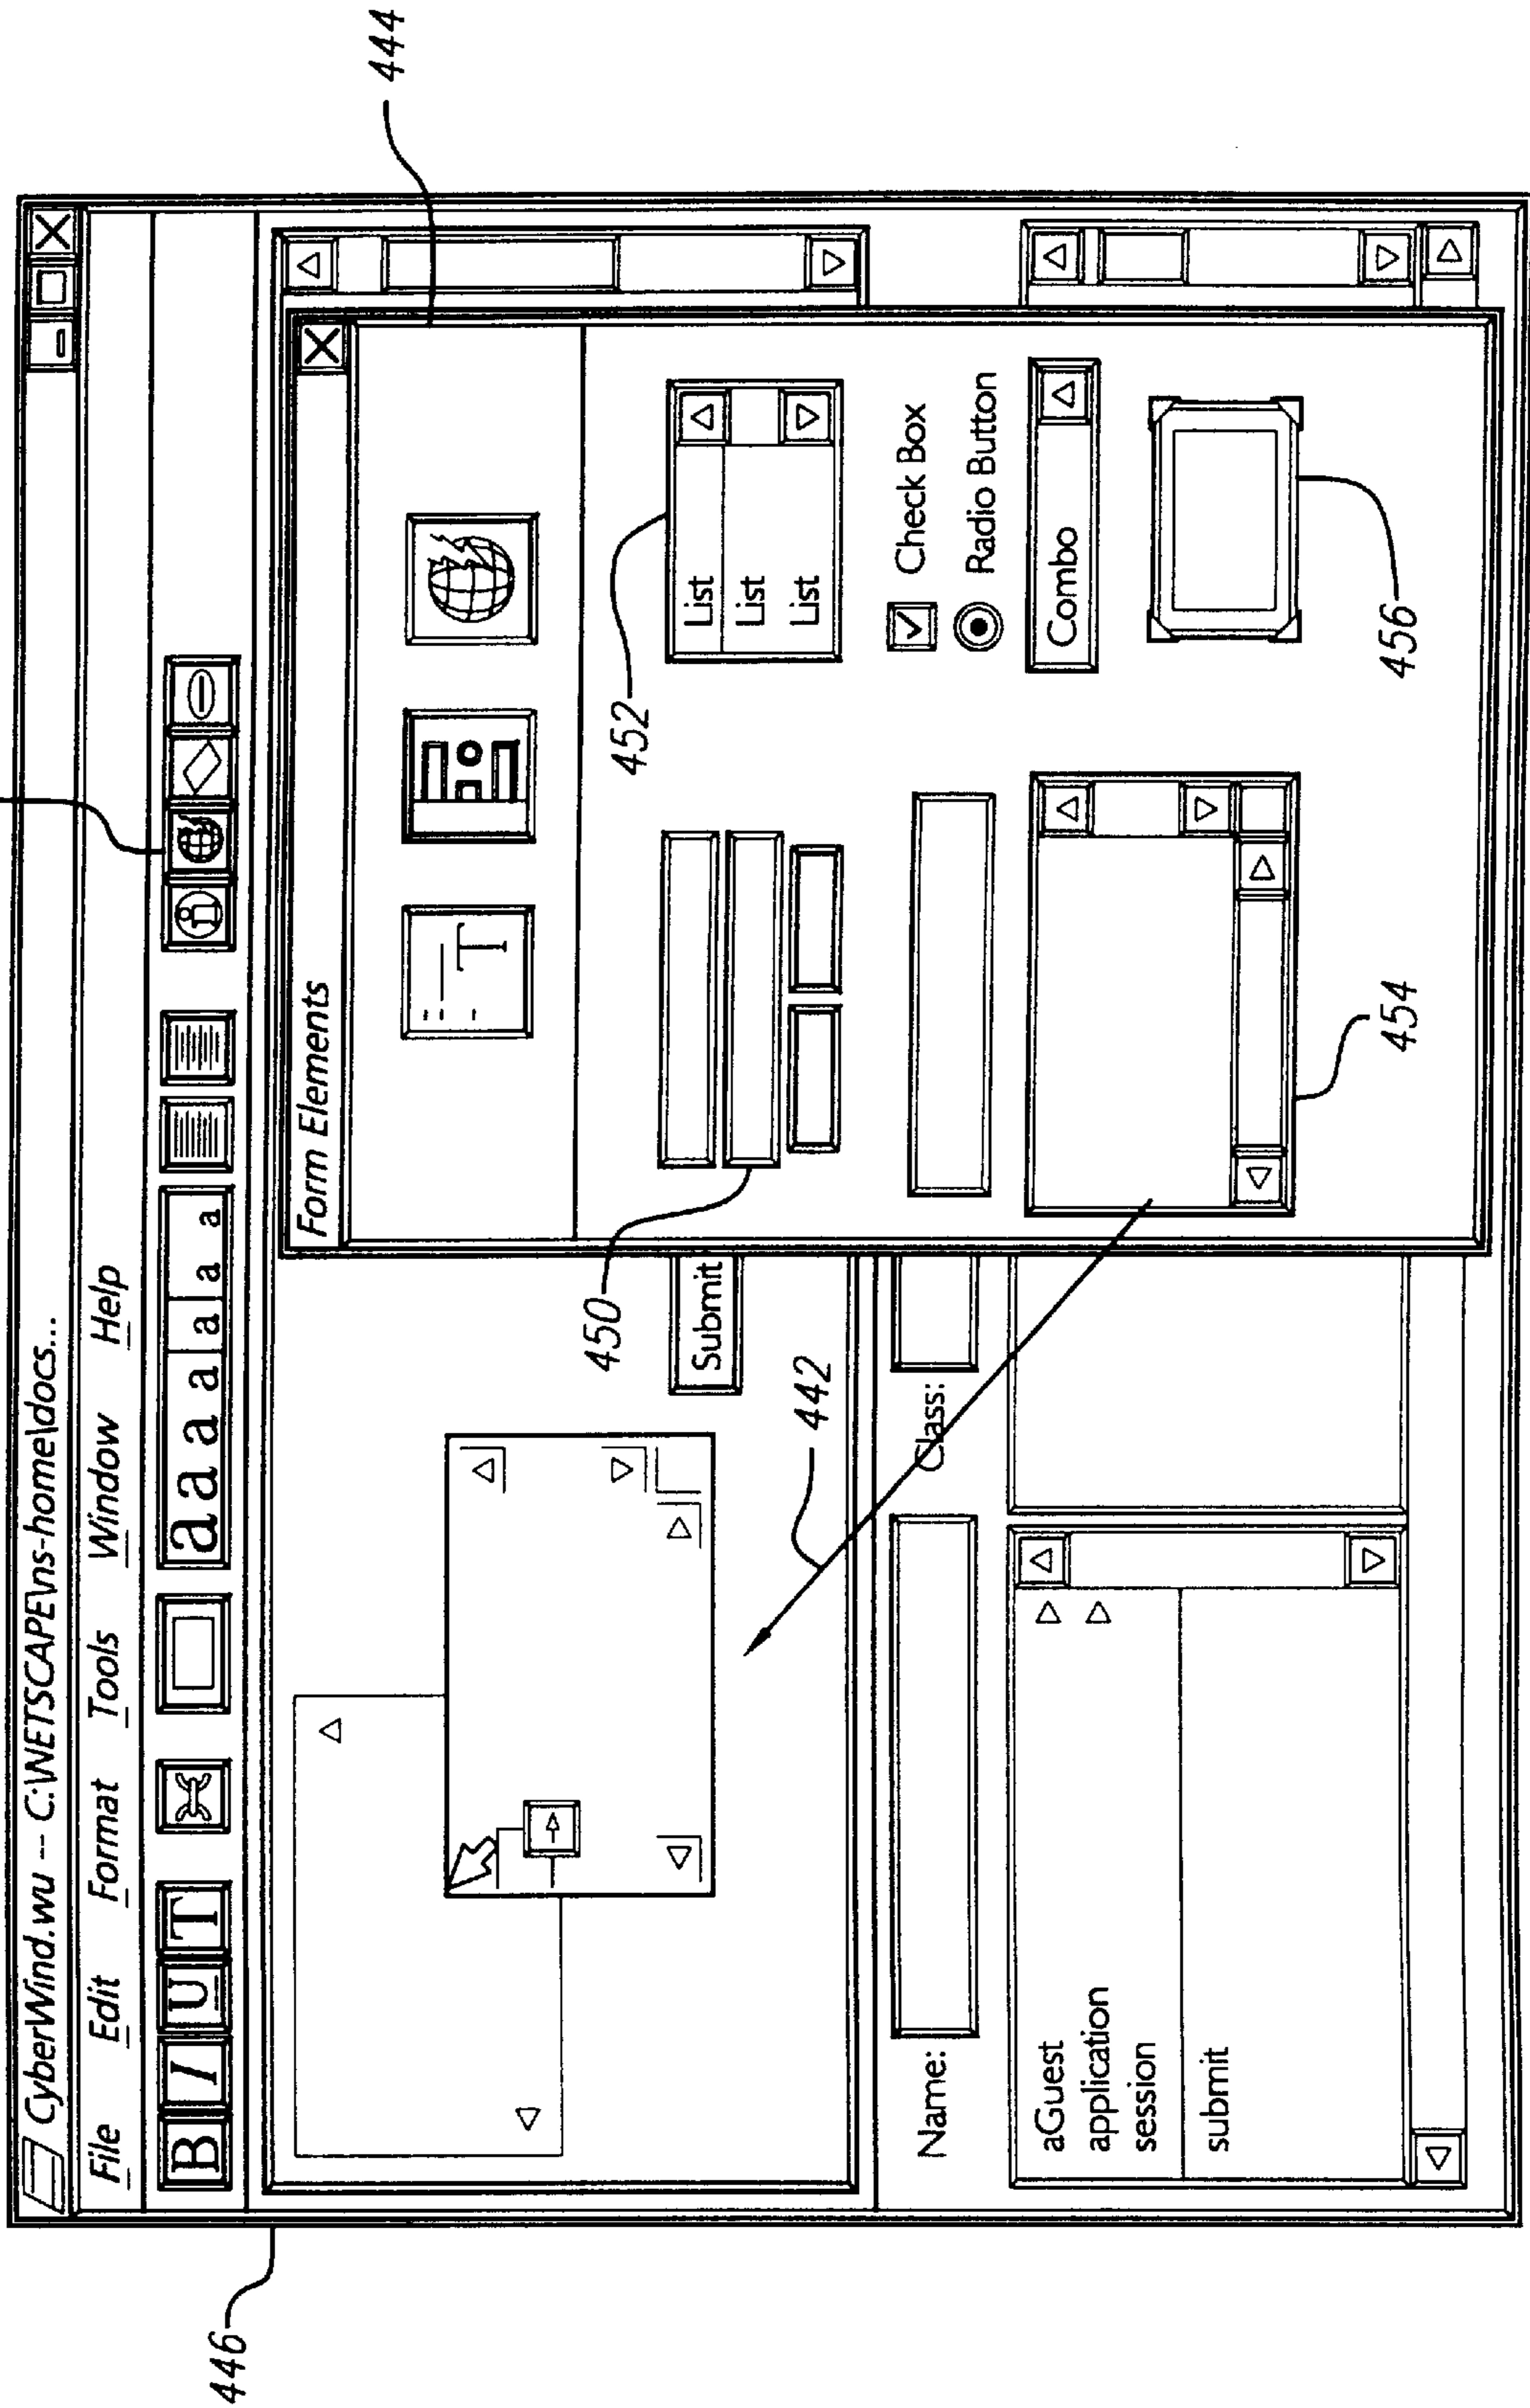 CyberWind.wu -- C:\NETSCAPE\ns-home\docs...
File Edit Format Tools Window Help
B I U T a a a a a a a
444
446
Form Elements
T
452
450
List
List
List
Submit
442
Check Box
Radio Button
Name:
Class:
Combo
aGuest
application
session
submit
454
456